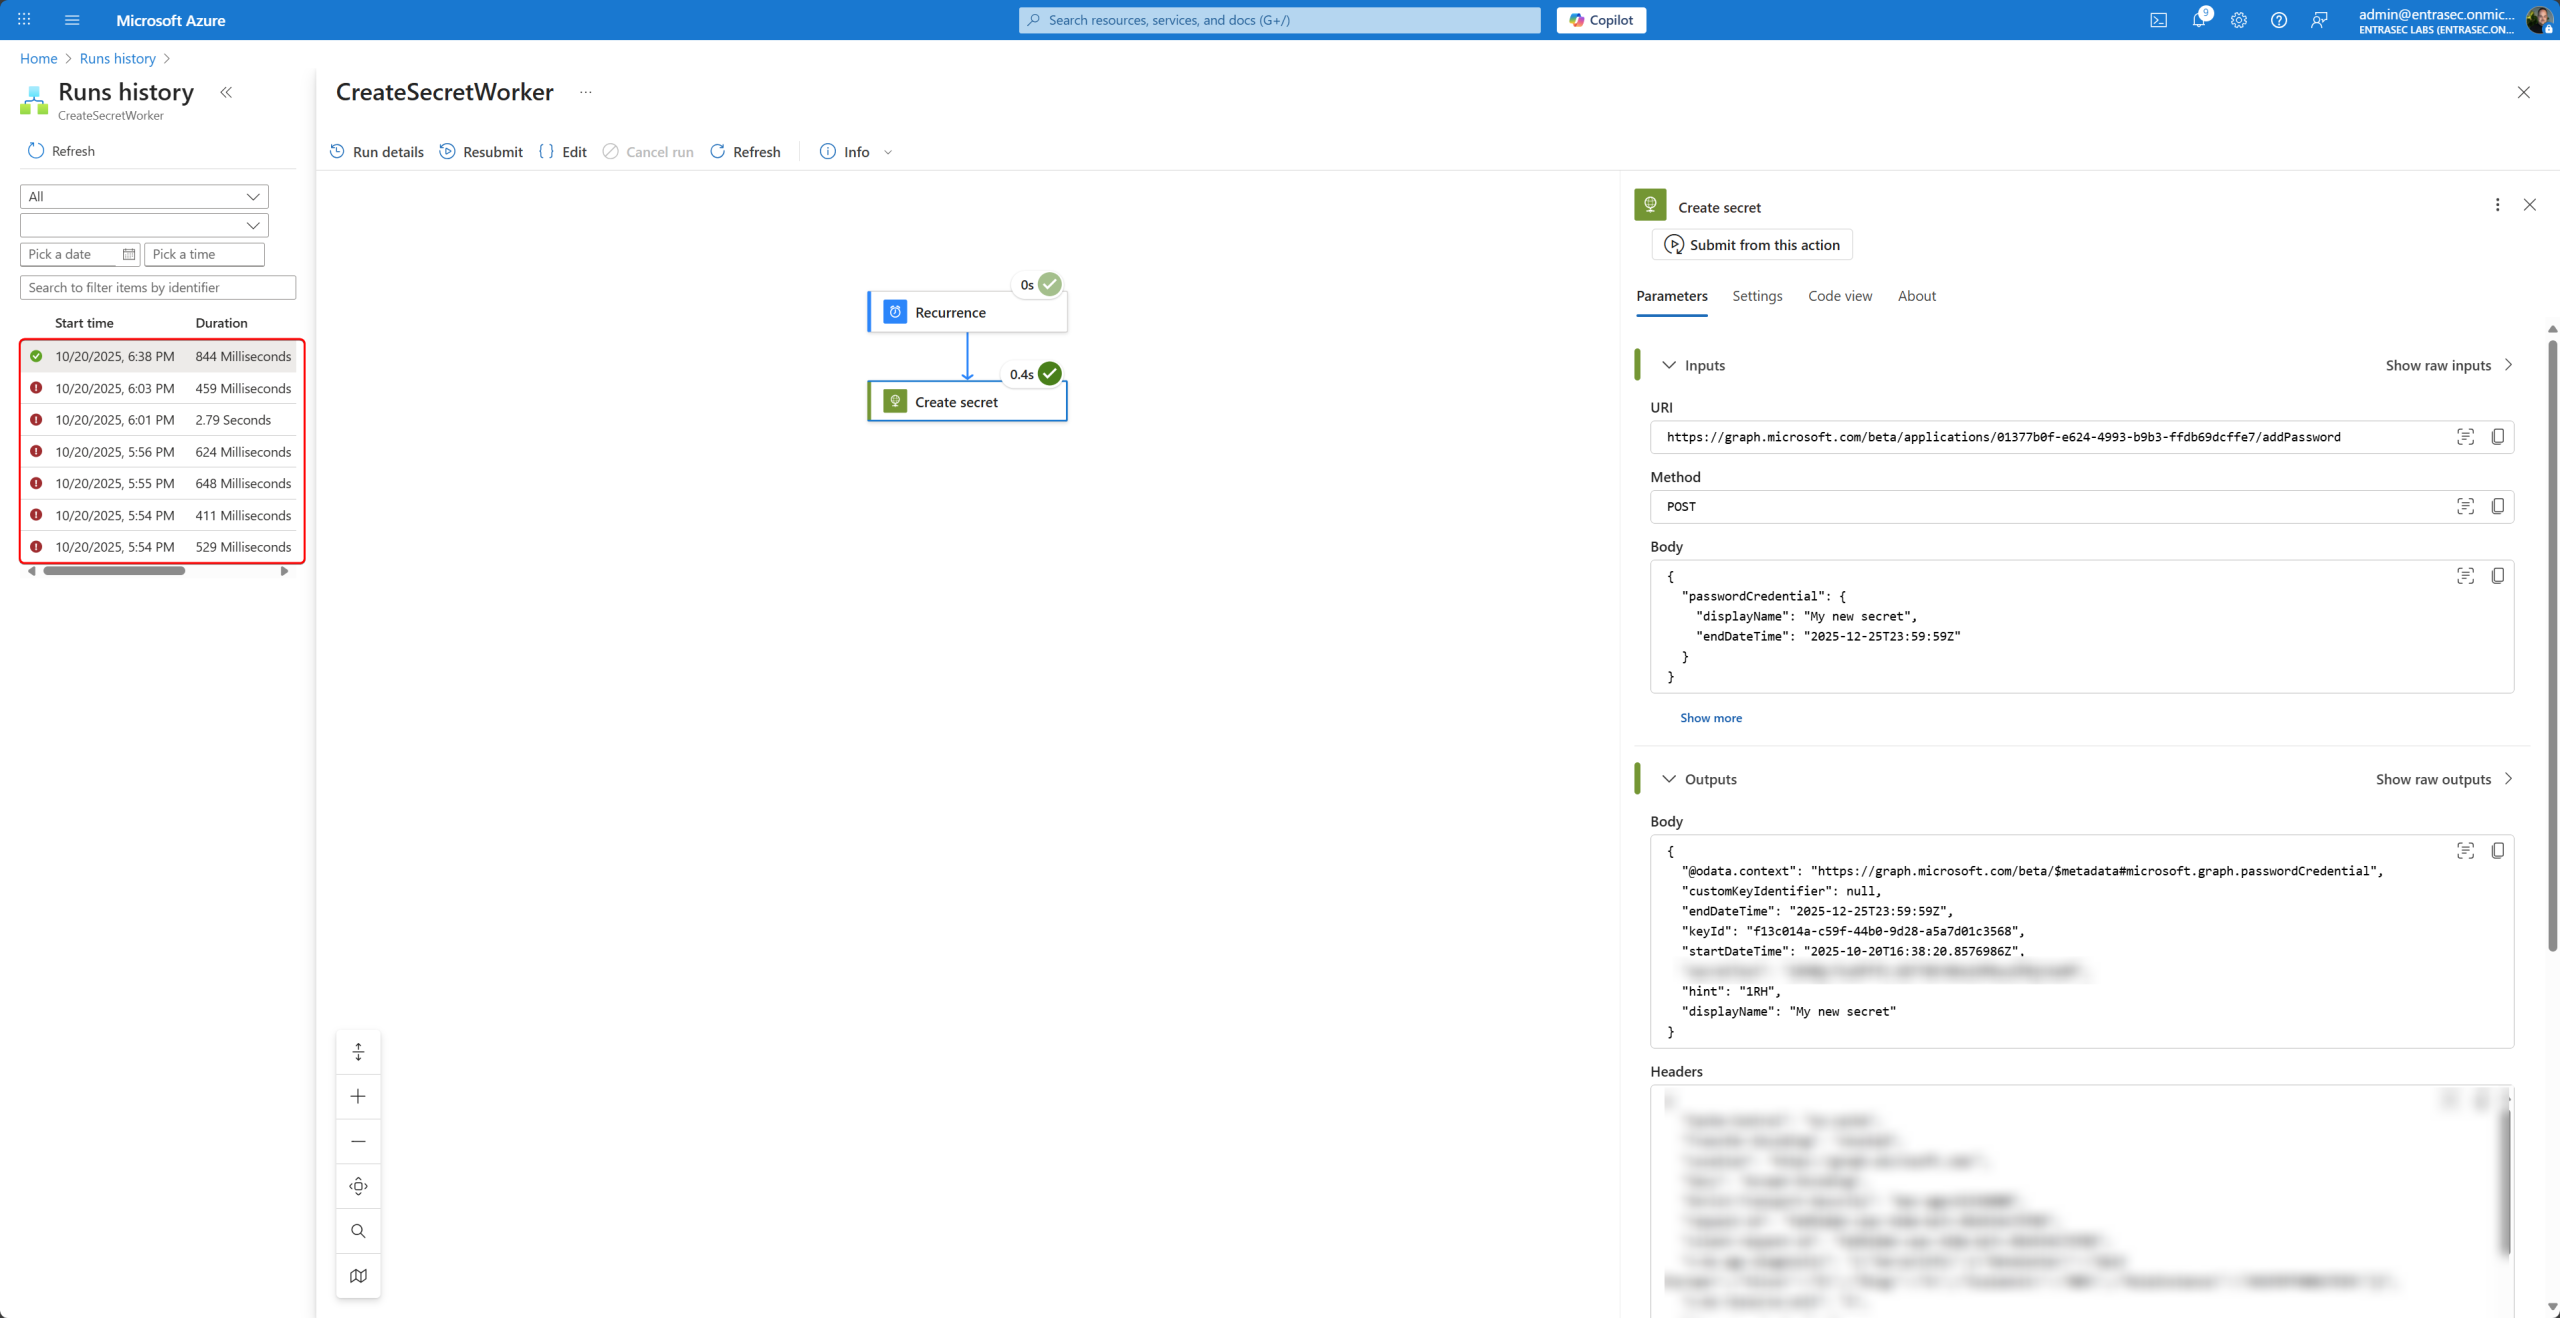 Microsoft Azure
Search resources, services, and docs (G+/)
Copilot
9
admin@entrasec.onmic...
ENTRASEC LABS (ENTRASEC.ON...
Home > Runs history >
Runs history
CreateSecretWorker
Refresh
All
Pick a date
Pick a time
Search to filter items by identifier
Start time Duration
10/20/2025, 6:38 PM 844 Milliseconds
10/20/2025, 6:03 PM 459 Milliseconds
10/20/2025, 6:01 PM 2.79 Seconds
10/20/2025, 5:56 PM 624 Milliseconds
10/20/2025, 5:55 PM 648 Milliseconds
10/20/2025, 5:54 PM 411 Milliseconds
10/20/2025, 5:54 PM 529 Milliseconds
CreateSecretWorker ...
Run details Resubmit { } Edit Cancel run Refresh Info
0s
Recurrence
0.4s
Create secret
Create secret
Submit from this action
Parameters Settings Code view About
Inputs
Show raw inputs
URI
https://graph.microsoft.com/beta/applications/01377b0f-e624-4993-b9b3-ffdb69dcffe7/addPassword
Method
POST
Body
{
"passwordCredential": {
"displayName": "My new secret",
"endDateTime": "2025-12-25T23:59:59Z"
}
}
Show more
Outputs
Show raw outputs
Body
{
"@odata.context": "https://graph.microsoft.com/beta/$metadata#microsoft.graph.passwordCredential",
"customKeyIdentifier": null,
"endDateTime": "2025-12-25T23:59:59Z",
"keyId": "f13c014a-c59f-44b0-9d28-a5a7d01c3568",
"startDateTime": "2025-10-20T16:38:20.8576986Z",
"hint": "1RH",
"displayName": "My new secret"
}
Headers